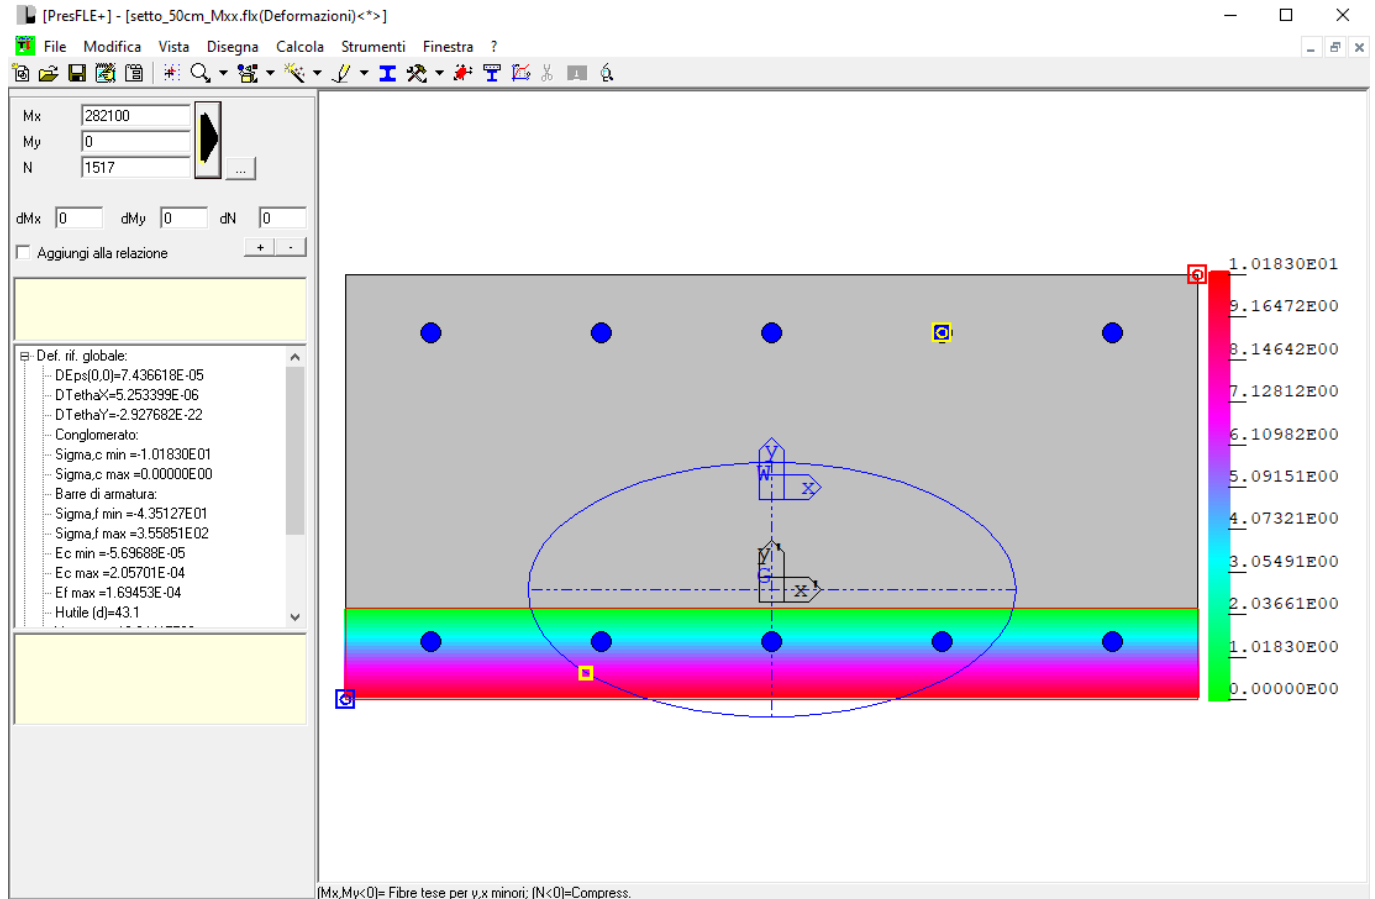 [PresFLE+] - [setto_50cm_Mxx.flx(Deformazioni)<*>]
File Modifica Vista Disegna Calcola Strumenti Finestra ?
Mx 282100
My 0
N 1517
...
dMx 0 dMy 0 dN 0
Aggiungi alla relazione + -
Def. rif. globale:
DEps(0,0)=7.436618E-05
DTethaX=5.253399E-06
DTethaY=-2.927682E-22
Conglomerato:
Sigma,c min =-1.01830E01
Sigma,c max =0.00000E00
Barre di armatura:
Sigma,f min =-4.35127E01
Sigma,f max =3.55851E02
Ec min =-5.69688E-05
Ec max =2.05701E-04
Ef max =1.69453E-04
Hutile (d)=43.1
y
W
x
y'
G
x'
1.01830E01
9.16472E00
8.14642E00
7.12812E00
6.10982E00
5.09151E00
4.07321E00
3.05491E00
2.03661E00
1.01830E00
0.00000E00
(Mx,My<0)= Fibre tese per y,x minori; (N<0)=Compress.